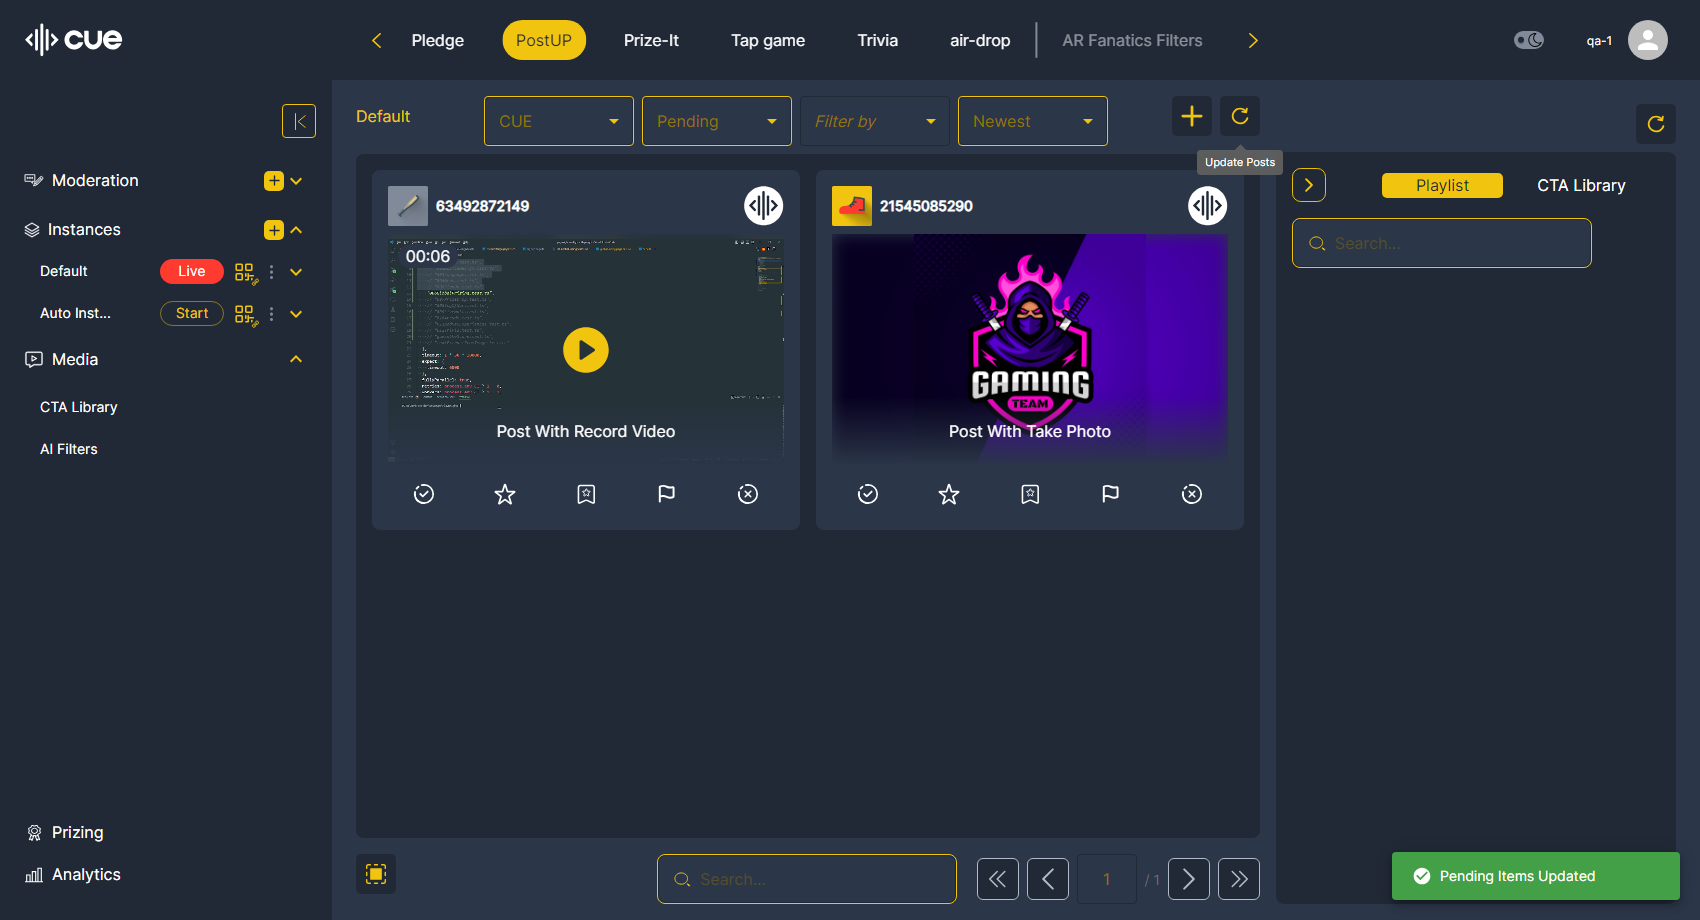 cue
Pledge
PostUP
Prize-It
Tap game
Trivia
air-drop
AR Fanatics Filters
qa-1
Default
CUE
Pending
Filter by
Newest
Update Posts
Moderation
Instances
Default
Live
Auto Inst...
Start
Media
CTA Library
AI Filters
Prizing
Analytics
63492872149
00:06
Post With Record Video
21545085290
GAMING
TEAM
Post With Take Photo
Playlist
CTA Library
Search...
Search...
1
/ 1
Pending Items Updated